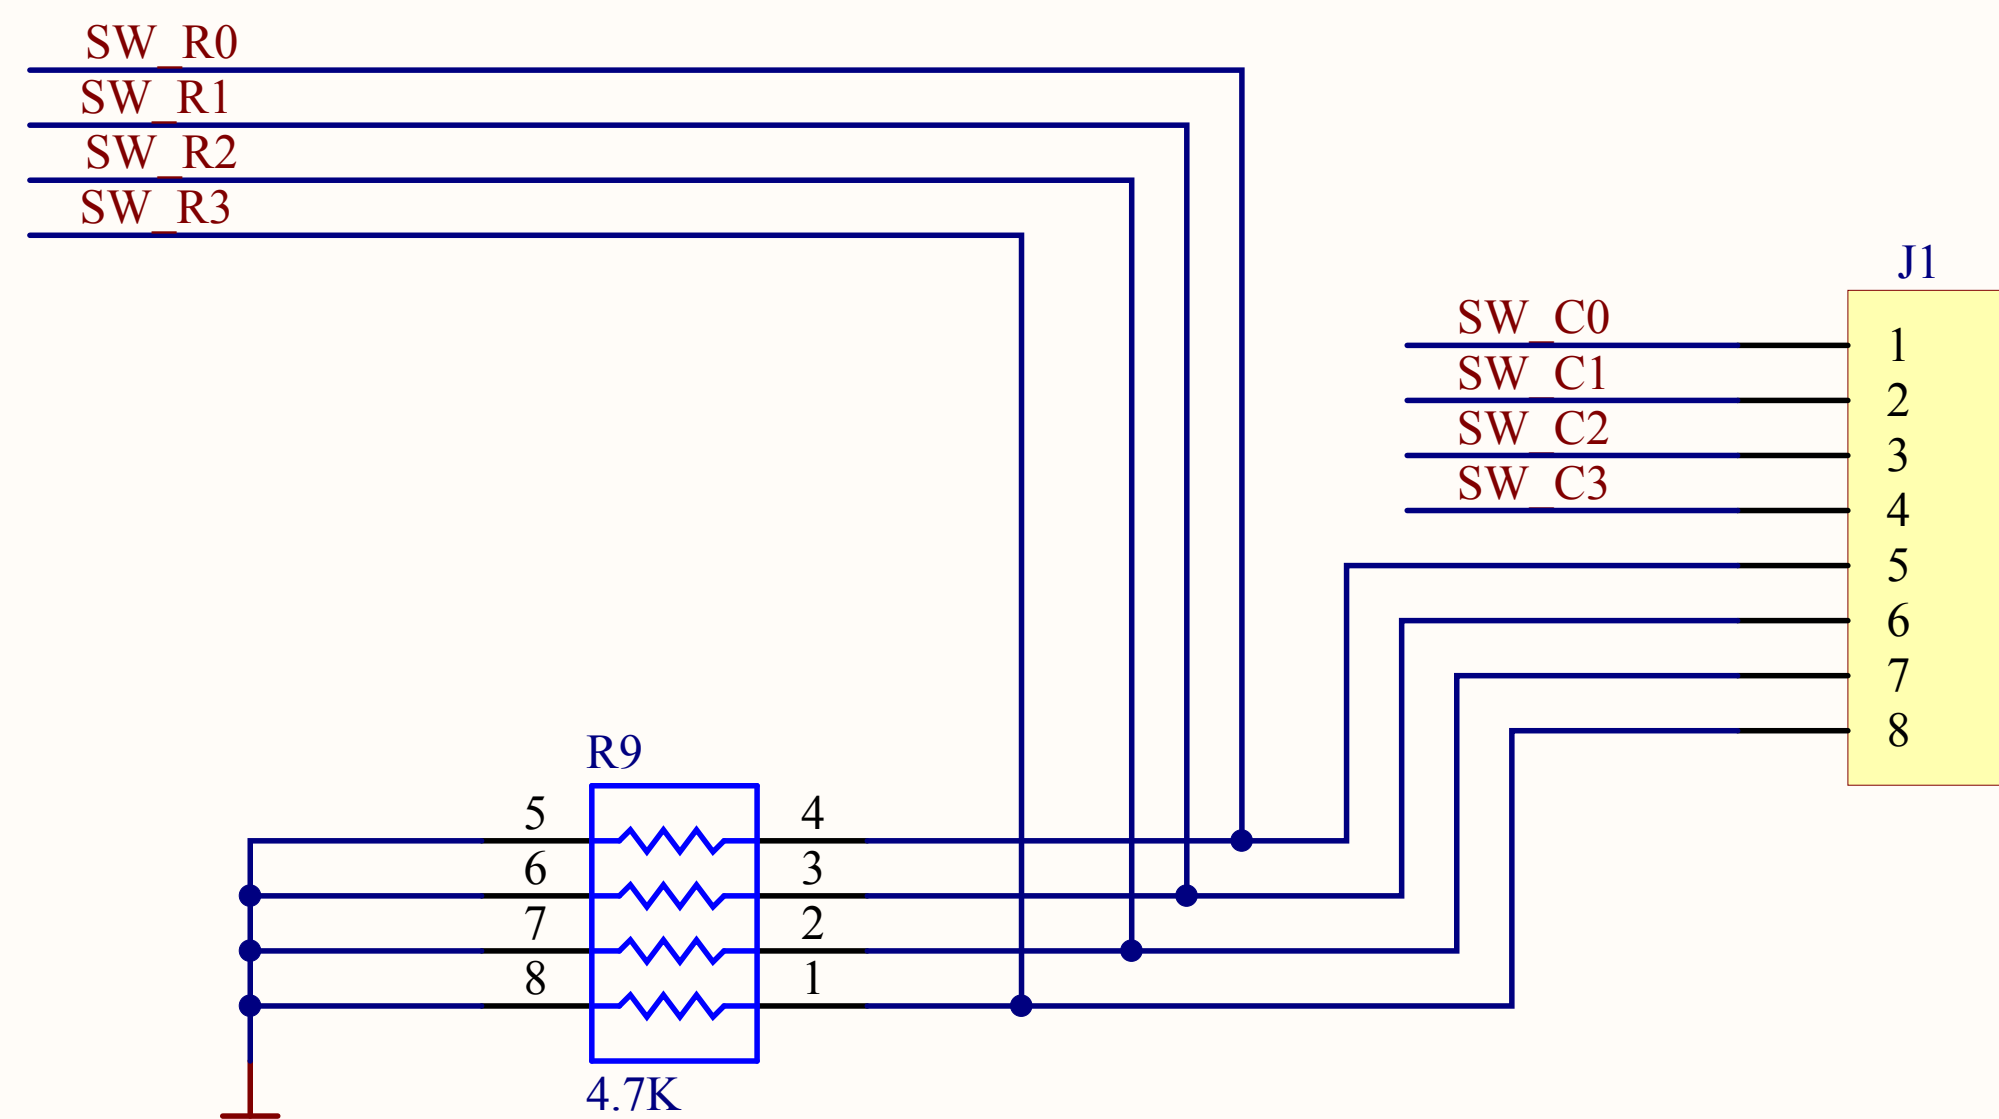 SW_R0
SW_R1
SW_R2
SW_R3
J1
SW_C0 1
SW_C1 2
SW_C2 3
SW_C3 4
5
6
7
8
R9
5 4
6 3
7 2
8 1
4.7K